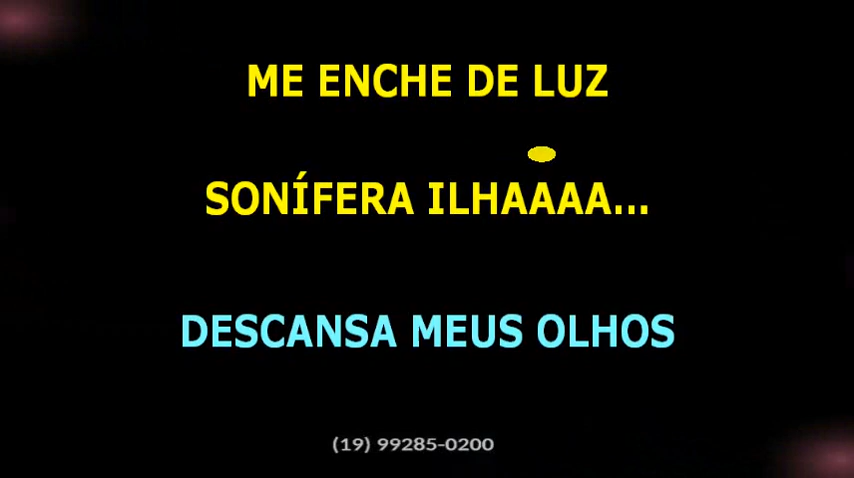 ME ENCHE DE LUZ
SONÍFERA ILHAAAA...
DESCANSA MEUS OLHOS
(19) 99285-0200